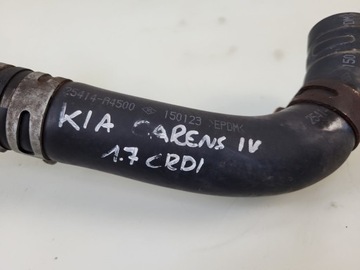 25414-A4500 150123 >EPDM<
KIA CARENS IV
1.7 CRDI